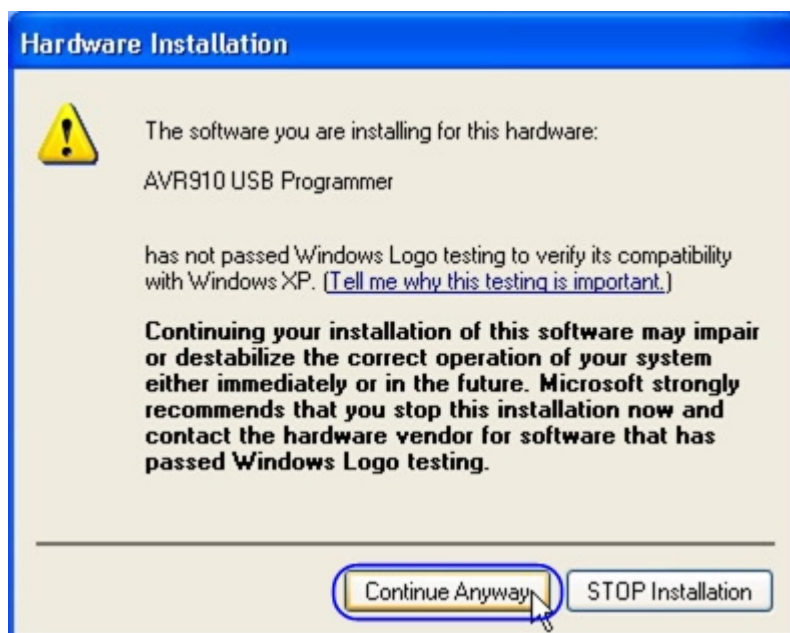 Hardware Installation
The software you are installing for this hardware:
AVR910 USB Programmer
has not passed Windows Logo testing to verify its compatibility
with Windows XP. (Tell me why this testing is important.)
Continuing your installation of this software may impair
or destabilize the correct operation of your system
either immediately or in the future. Microsoft strongly
recommends that you stop this installation now and
contact the hardware vendor for software that has
passed Windows Logo testing.
Continue Anyway STOP Installation